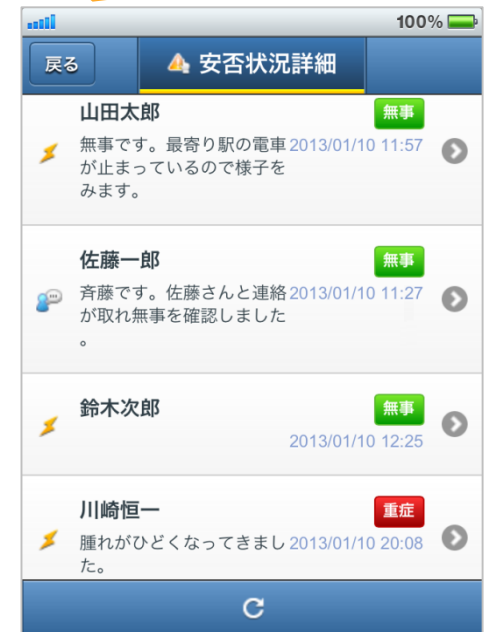 100%
戻る
安否状況詳細
山田太郎
無事
無事です。最寄り駅の電車
2013/01/10 11:57
が止まっているので様子を
みます。
佐藤一郎
無事
斉藤です。佐藤さんと連絡
2013/01/10 11:27
が取れ無事を確認しました
。
鈴木次郎
無事
2013/01/10 12:25
川崎恒一
重症
腫れがひどくなってきまし
2013/01/10 20:08
た。